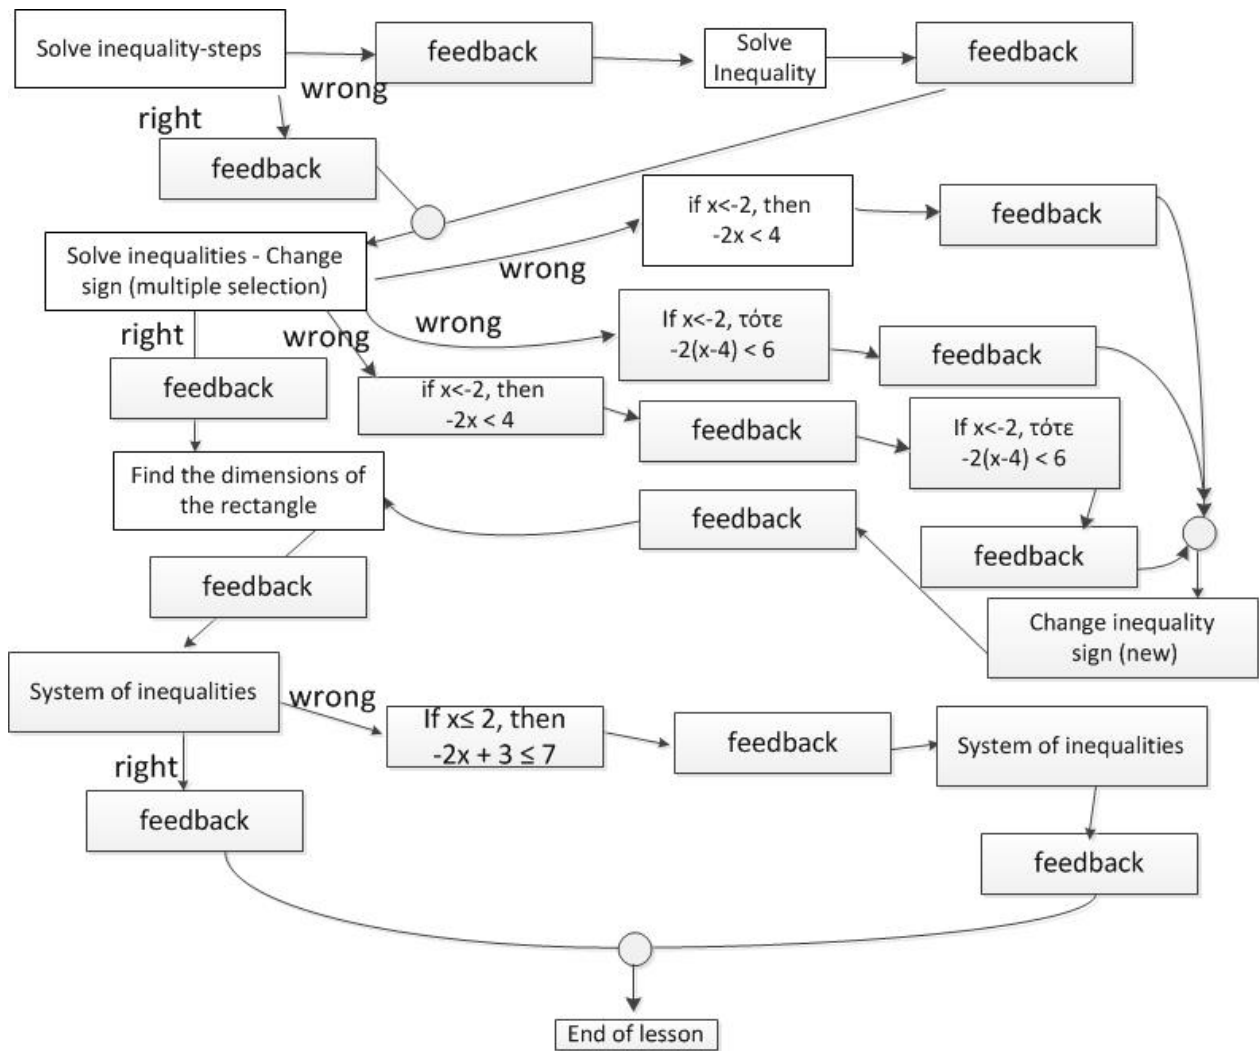 Solve inequality-steps
feedback
Solve
Inequality
feedback
wrong
right
feedback
if x<-2, then
-2x < 4
feedback
Solve inequalities - Change
sign (multiple selection)
wrong
right
wrong
wrong
If x<-2, τότε
-2(x-4) < 6
feedback
feedback
if x<-2, then
-2x < 4
feedback
If x<-2, τότε
-2(x-4) < 6
Find the dimensions of
the rectangle
feedback
feedback
feedback
Change inequality
sign (new)
System of inequalities
wrong
If x≤ 2, then
-2x + 3 ≤ 7
feedback
System of inequalities
right
feedback
feedback
End of lesson